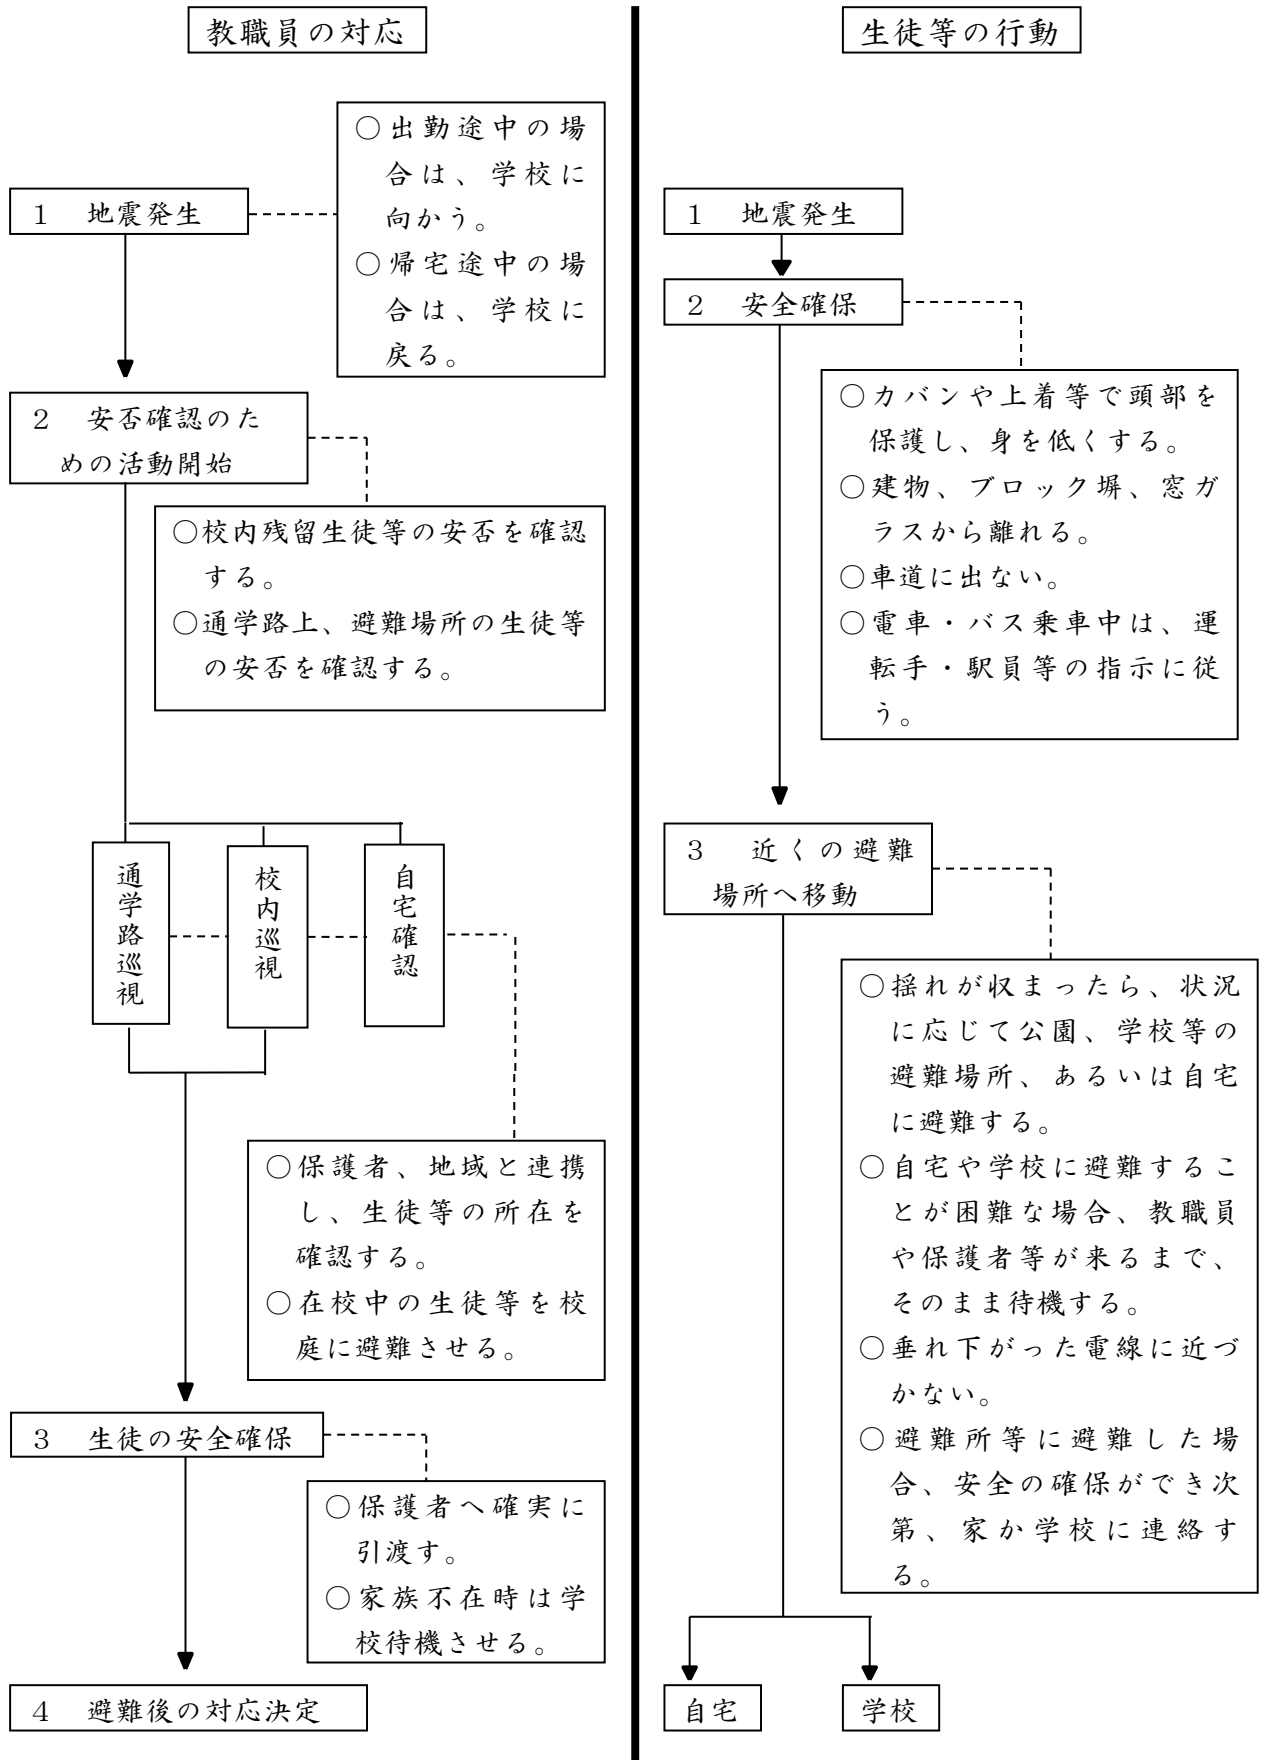 教職員の対応
○出勤途中の場
合は、学校に
向かう。
○帰宅途中の場
合は、学校に
戻る。
1 地震発生
2 安否確認のた
めの活動開始
○校内残留生徒等の安否を確認
する。
○通学路上、避難場所の生徒等
の安否を確認する。
通学路巡視
校内巡視
自宅確認
○保護者、地域と連携
し、生徒等の所在を
確認する。
○在校中の生徒等を校
庭に避難させる。
3 生徒の安全確保
○保護者へ確実に
引渡す。
○家族不在時は学
校待機させる。
4 避難後の対応決定
生徒等の行動
1 地震発生
2 安全確保
○カバンや上着等で頭部を
保護し、身を低くする。
○建物、ブロック塀、窓ガ
ラスから離れる。
○車道に出ない。
○電車・バス乗車中は、運
転手・駅員等の指示に従
う。
3 近くの避難
場所へ移動
○揺れが収まったら、状況
に応じて公園、学校等の
避難場所、あるいは自宅
に避難する。
○自宅や学校に避難するこ
とが困難な場合、教職員
や保護者等が来るまで、
そのまま待機する。
○垂れ下がった電線に近づ
かない。
○避難所等に避難した場
合、安全の確保ができ次
第、家か学校に連絡す
る。
自宅
学校